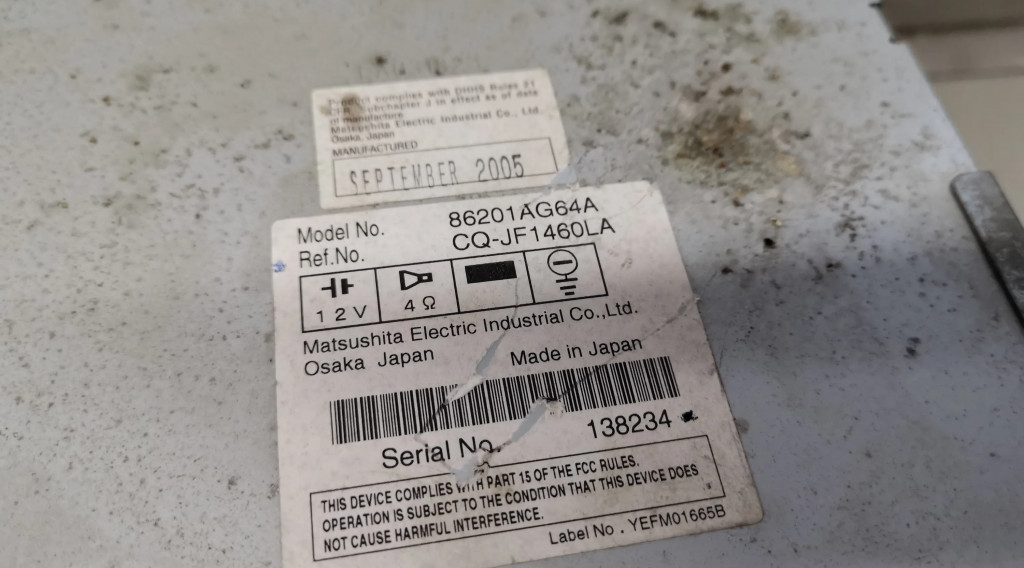 Product complies with DHHS Rules 21
CFR, Subchapter J in effect as of date
of manufacture
Matsushita Electric Industrial Co., Ltd.
Osaka, Japan
MANUFACTURED
SEPTEMBER 2005
Model No. 86201AG64A
Ref.No. CQ-JF1460LA
12V 4Ω
Matsushita Electric Industrial Co.,Ltd.
Osaka Japan Made in Japan
Serial No. 138234
THIS DEVICE COMPLIES WITH PART 15 OF THE FCC RULES.
OPERATION IS SUBJECT TO THE CONDITION THAT THIS DEVICE DOES
NOT CAUSE HARMFUL INTERFERENCE.
Label No. YEFM01665B